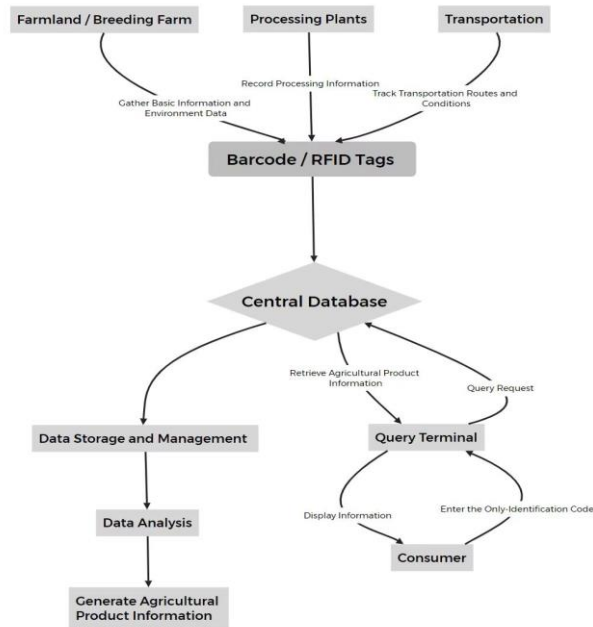 Farmland / Breeding Farm
Processing Plants
Transportation
Record Processing Information
Gather Basic Information and
Environment Data
Track Transportation Routes and
Conditions
Barcode / RFID Tags
Central Database
Retrieve Agricultural Product
Information
Query Request
Data Storage and Management
Query Terminal
Display Information
Enter the Only-Identification Code
Data Analysis
Consumer
Generate Agricultural
Product Information